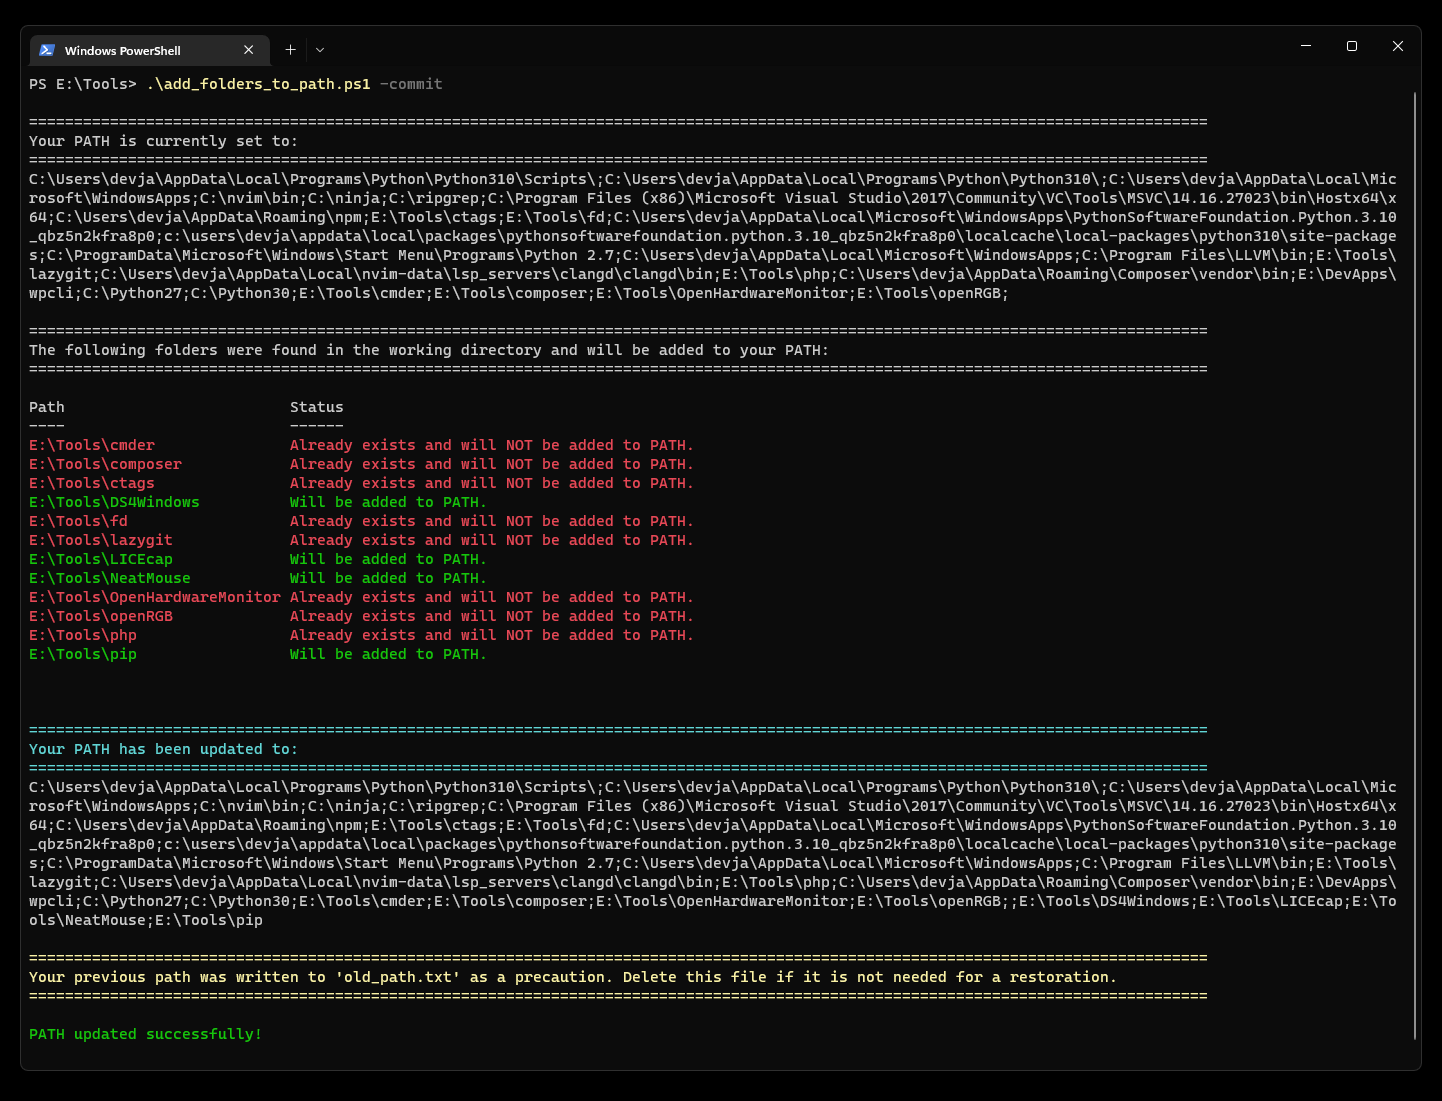 Windows PowerShell
PS E:\Tools> .\add_folders_to_path.ps1 -commit
===================================================================================================================================
Your PATH is currently set to:
===================================================================================================================================
C:\Users\devja\AppData\Local\Programs\Python\Python310\Scripts\;C:\Users\devja\AppData\Local\Programs\Python\Python310\;C:\Users\devja\AppData\Local\Mic
rosoft\WindowsApps;C:\nvim\bin;C:\ninja;C:\ripgrep;C:\Program Files (x86)\Microsoft Visual Studio\2017\Community\VC\Tools\MSVC\14.16.27023\bin\Hostx64\x
64;C:\Users\devja\AppData\Roaming\npm;E:\Tools\ctags;E:\Tools\fd;C:\Users\devja\AppData\Local\Microsoft\WindowsApps\PythonSoftwareFoundation.Python.3.10
_qbz5n2kfra8p0;c:\users\devja\appdata\local\packages\pythonsoftwarefoundation.python.3.10_qbz5n2kfra8p0\localcache\local-packages\python310\site-package
s;C:\ProgramData\Microsoft\Windows\Start Menu\Programs\Python 2.7;C:\Users\devja\AppData\Local\Microsoft\WindowsApps;C:\Program Files\LLVM\bin;E:\Tools\
lazygit;C:\Users\devja\AppData\Local\nvim-data\lsp_servers\clangd\clangd\bin;E:\Tools\php;C:\Users\devja\AppData\Roaming\Composer\vendor\bin;E:\DevApps\
wpcli;C:\Python27;C:\Python30;E:\Tools\cmder;E:\Tools\composer;E:\Tools\OpenHardwareMonitor;E:\Tools\openRGB;
===================================================================================================================================
The following folders were found in the working directory and will be added to your PATH:
===================================================================================================================================
Path Status
---- ------
E:\Tools\cmder Already exists and will NOT be added to PATH.
E:\Tools\composer Already exists and will NOT be added to PATH.
E:\Tools\ctags Already exists and will NOT be added to PATH.
E:\Tools\DS4Windows Will be added to PATH.
E:\Tools\fd Already exists and will NOT be added to PATH.
E:\Tools\lazygit Already exists and will NOT be added to PATH.
E:\Tools\LICEcap Will be added to PATH.
E:\Tools\NeatMouse Will be added to PATH.
E:\Tools\OpenHardwareMonitor Already exists and will NOT be added to PATH.
E:\Tools\openRGB Already exists and will NOT be added to PATH.
E:\Tools\php Already exists and will NOT be added to PATH.
E:\Tools\pip Will be added to PATH.
===================================================================================================================================
Your PATH has been updated to:
===================================================================================================================================
C:\Users\devja\AppData\Local\Programs\Python\Python310\Scripts\;C:\Users\devja\AppData\Local\Programs\Python\Python310\;C:\Users\devja\AppData\Local\Mic
rosoft\WindowsApps;C:\nvim\bin;C:\ninja;C:\ripgrep;C:\Program Files (x86)\Microsoft Visual Studio\2017\Community\VC\Tools\MSVC\14.16.27023\bin\Hostx64\x
64;C:\Users\devja\AppData\Roaming\npm;E:\Tools\ctags;E:\Tools\fd;C:\Users\devja\AppData\Local\Microsoft\WindowsApps\PythonSoftwareFoundation.Python.3.10
_qbz5n2kfra8p0;c:\users\devja\appdata\local\packages\pythonsoftwarefoundation.python.3.10_qbz5n2kfra8p0\localcache\local-packages\python310\site-package
s;C:\ProgramData\Microsoft\Windows\Start Menu\Programs\Python 2.7;C:\Users\devja\AppData\Local\Microsoft\WindowsApps;C:\Program Files\LLVM\bin;E:\Tools\
lazygit;C:\Users\devja\AppData\Local\nvim-data\lsp_servers\clangd\clangd\bin;E:\Tools\php;C:\Users\devja\AppData\Roaming\Composer\vendor\bin;E:\DevApps\
wpcli;C:\Python27;C:\Python30;E:\Tools\cmder;E:\Tools\composer;E:\Tools\OpenHardwareMonitor;E:\Tools\openRGB;;E:\Tools\DS4Windows;E:\Tools\LICEcap;E:\To
ols\NeatMouse;E:\Tools\pip
===================================================================================================================================
Your previous path was written to 'old_path.txt' as a precaution. Delete this file if it is not needed for a restoration.
===================================================================================================================================
PATH updated successfully!